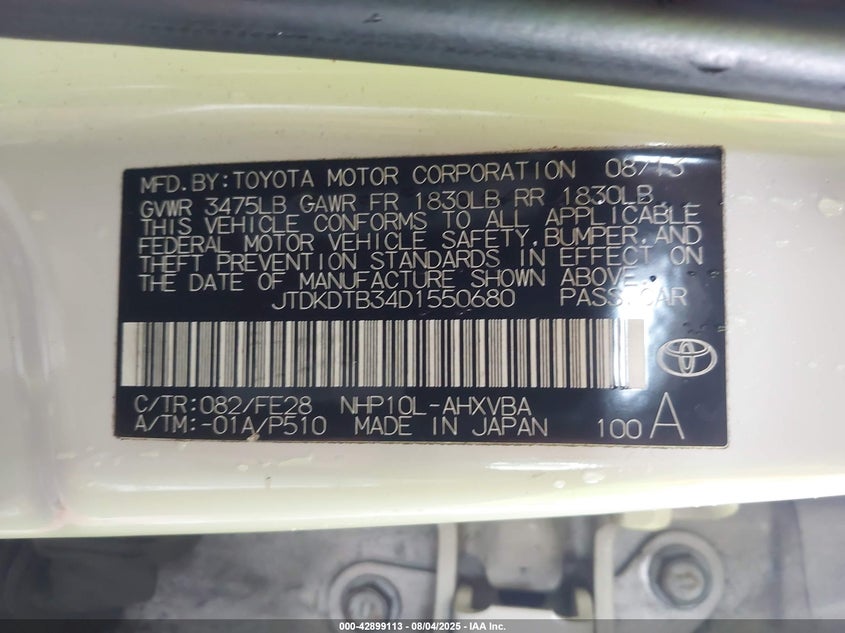 MFD.BY:TOYOTA MOTOR CORPORATION 08/13
GVWR 3475LB GAWR FR 1830LB RR 1830LB
THIS VEHICLE CONFORMS TO ALL APPLICABLE
FEDERAL MOTOR VEHICLE SAFETY,BUMPER,AND
THEFT PREVENTION STANDARDS IN EFFECT ON
THE DATE OF MANUFACTURE SHOWN ABOVE.
JTDKDTB34D1550680 PASS.CAR
C/TR:082/FE28 NHP10L-AHXVBA
A/TM:-01A/P510 MADE IN JAPAN 100 A
000-42899113 - 08/04/2025 - IAA Inc.